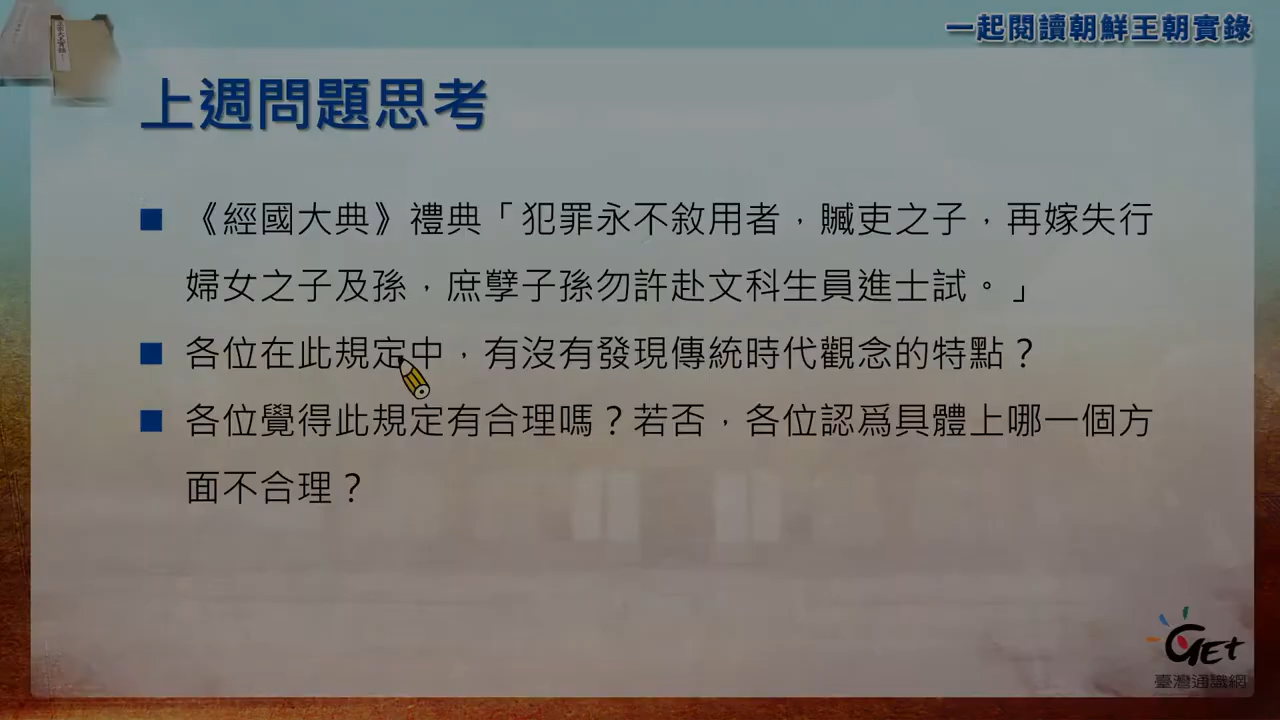 一起閱讀朝鮮王朝實錄
上週問題思考
《經國大典》禮典「犯罪永不敘用者，贓吏之子，再嫁失行
婦女之子及孫，庶孼子孫勿許赴文科生員進士試。」
各位在此規定中，有沒有發現傳統時代觀念的特點？
各位覺得此規定有合理嗎？若否，各位認爲具體上哪一個方
面不合理？
GEt
臺灣通識網